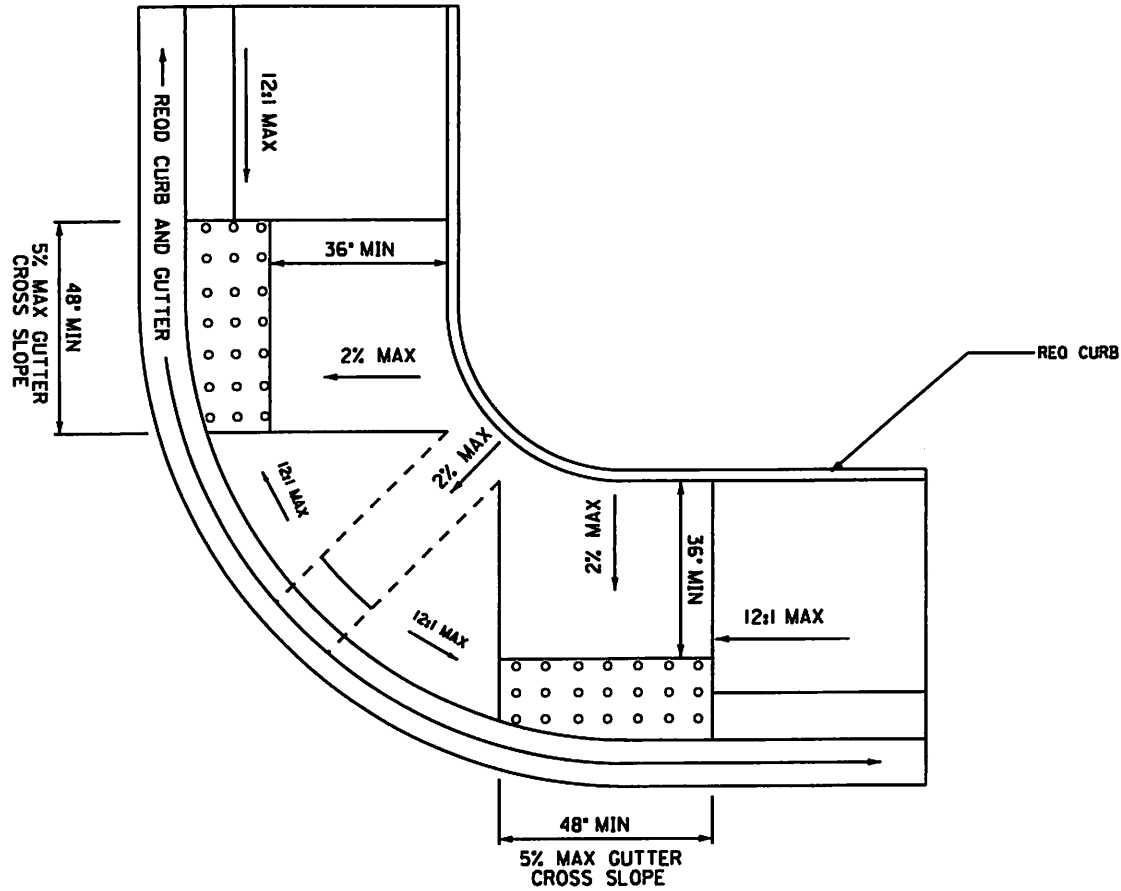 12:1 MAX
REQD CURB AND GUTTER
36" MIN
48" MIN
5% MAX GUTTER
CROSS SLOPE
2% MAX
REQ CURB
2% MAX
12:1 MAX
2% MAX
36" MIN
12:1 MAX
12:1 MAX
48" MIN
5% MAX GUTTER
CROSS SLOPE